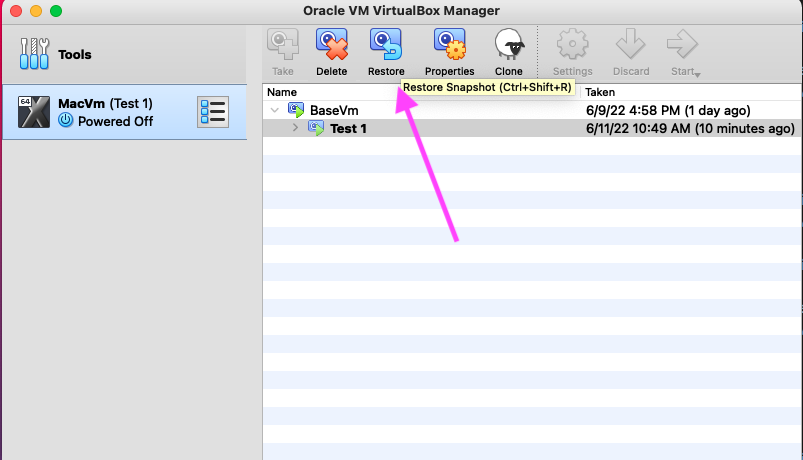 Oracle VM VirtualBox Manager
Tools
Take Delete Restore Properties Clone Settings Discard Start
Restore Snapshot (Ctrl+Shift+R)
64
MacVm (Test 1)
Powered Off
Name Taken
BaseVm 6/9/22 4:58 PM (1 day ago)
Test 1 6/11/22 10:49 AM (10 minutes ago)